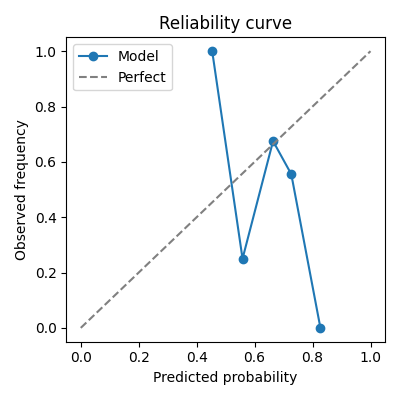 Reliability curve
Model
Perfect
Observed frequency
1.0
0.8
0.6
0.4
0.2
0.0
0.0 0.2 0.4 0.6 0.8 1.0
Predicted probability